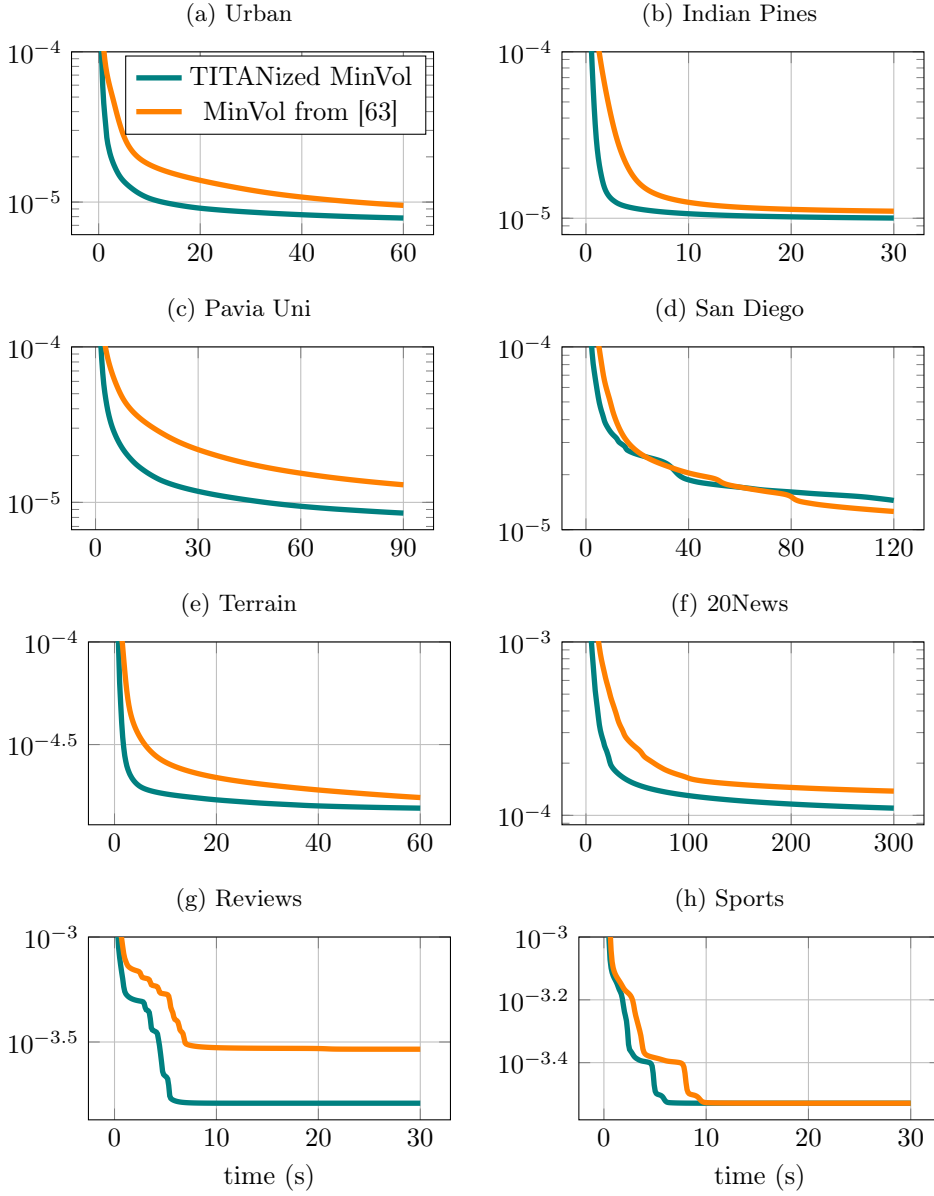 (a) Urban
10^−4
10^−5
0 20 40 60
TITANized MinVol
MinVol from [63]
(b) Indian Pines
10^−4
10^−5
0 10 20 30
(c) Pavia Uni
10^−4
10^−5
0 30 60 90
(d) San Diego
10^−4
10^−5
0 40 80 120
(e) Terrain
10^−4
10^−4.5
0 20 40 60
(f) 20News
10^−3
10^−4
0 100 200 300
(g) Reviews
10^−3
10^−3.5
0 10 20 30
time (s)
(h) Sports
10^−3
10^−3.2
10^−3.4
0 10 20 30
time (s)